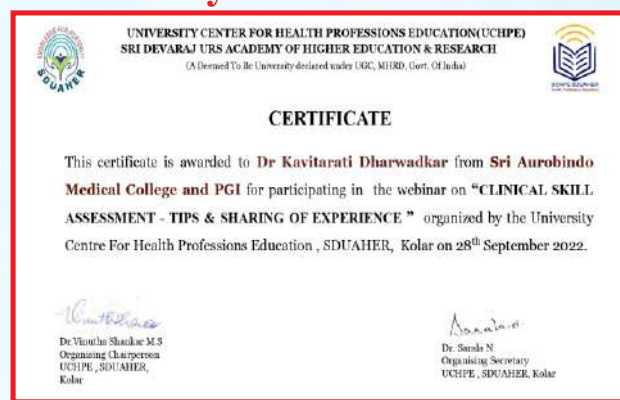 UNIVERSITY CENTER FOR HEALTH PROFESSIONS EDUCATION(UCHPE)
SRI DEVARAJ URS ACADEMY OF HIGHER EDUCATION & RESEARCH
(A Deemed To Be University declared under UGC, MHRD, Govt. Of India)
SDUAHER
CERTIFICATE
This certificate is awarded to Dr Kavitarati Dharwadkar from Sri Aurobindo
Medical College and PGI for participating in the webinar on “CLINICAL SKILL
ASSESSMENT - TIPS & SHARING OF EXPERIENCE ” organized by the University
Centre For Health Professions Education , SDUAHER, Kolar on 28th September 2022.
Dr.Vinutha Shankar M.S
Organising Chairperson
UCHPE , SDUAHER,
Kolar
Dr. Sarala N
Organising Secretary
UCHPE , SDUAHER, Kolar